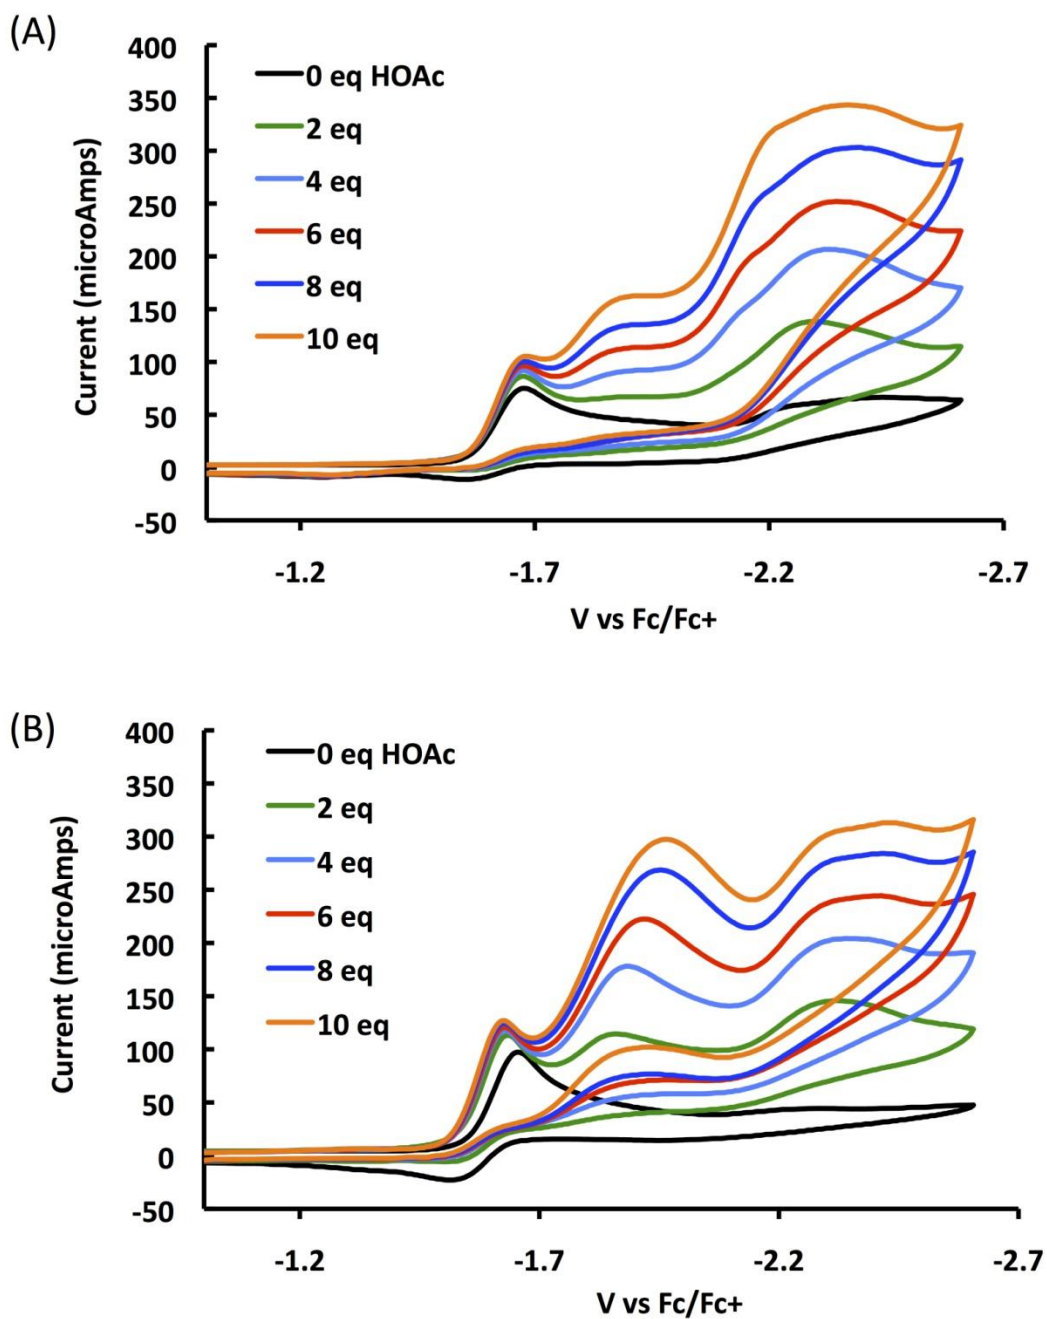 (A)
400
350
300
250
200
150
100
50
0
-50
Current (microAmps)
0 eq HOAc
2 eq
4 eq
6 eq
8 eq
10 eq
-1.2 -1.7 -2.2 -2.7
V vs Fc/Fc+
(B)
400
350
300
250
200
150
100
50
0
-50
Current (microAmps)
0 eq HOAc
2 eq
4 eq
6 eq
8 eq
10 eq
-1.2 -1.7 -2.2 -2.7
V vs Fc/Fc+